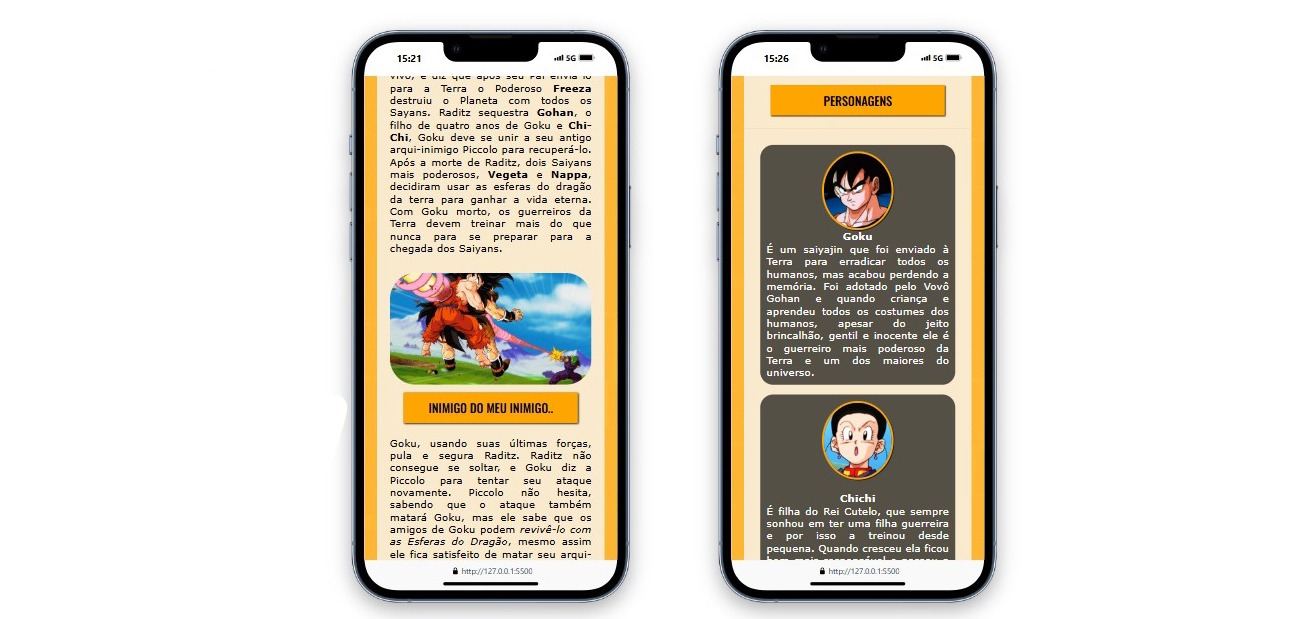 15:21
5G
vivo, e diz que após seu Pai envia lo
para a Terra o Poderoso Freeza
destruiu o Planeta com todos os
Sayans. Raditz sequestra Gohan, o
filho de quatro anos de Goku e Chi-
Chi, Goku deve se unir a seu antigo
arqui-inimigo Piccolo para recuperá-lo.
Após a morte de Raditz, dois Saiyans
mais poderosos, Vegeta e Nappa,
decidiram usar as esferas do dragão
da terra para ganhar a vida eterna.
Com Goku morto, os guerreiros da
Terra devem treinar mais do que
nunca para se preparar para a
chegada dos Saiyans.
INIMIGO DO MEU INIMIGO..
Goku, usando suas últimas forças,
pula e segura Raditz. Raditz não
consegue se soltar, e Goku diz a
Piccolo para tentar seu ataque
novamente. Piccolo não hesita,
sabendo que o ataque também
matará Goku, mas ele sabe que os
amigos de Goku podem revivê-lo com
as Esferas do Dragão, mesmo assim
ele fica satisfeito de matar seu arqui-
http://127.0.0.1:5500
15:26
5G
PERSONAGENS
Goku
É um saiyajin que foi enviado à
Terra para erradicar todos os
humanos, mas acabou perdendo a
memória. Foi adotado pelo Vovô
Gohan e quando criança e
aprendeu todos os costumes dos
humanos, apesar do jeito
brincalhão, gentil e inocente ele é
o guerreiro mais poderoso da
Terra e um dos maiores do
universo.
Chichi
É filha do Rei Cutelo, que sempre
sonhou em ter uma filha guerreira
e por isso a treinou desde
pequena. Quando cresceu ela ficou
http://127.0.0.1:5500